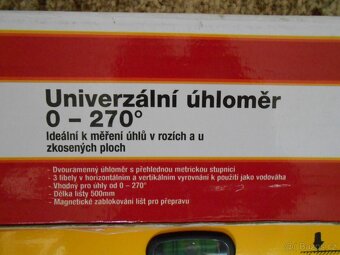 Univerzální úhloměr
0 – 270°
Ideální k měření úhlů v rozích a u
zkosených ploch
- Dvouramenný úhloměr s přehlednou metrickou stupnicí
- 3 libely v horizontálním a vertikálním vyrovnání k použití jako vodováha
- Vhodný pro úhly od 0 – 270°
- Délka lišty 500mm
- Magnetické zablokování lišt pro přepravu